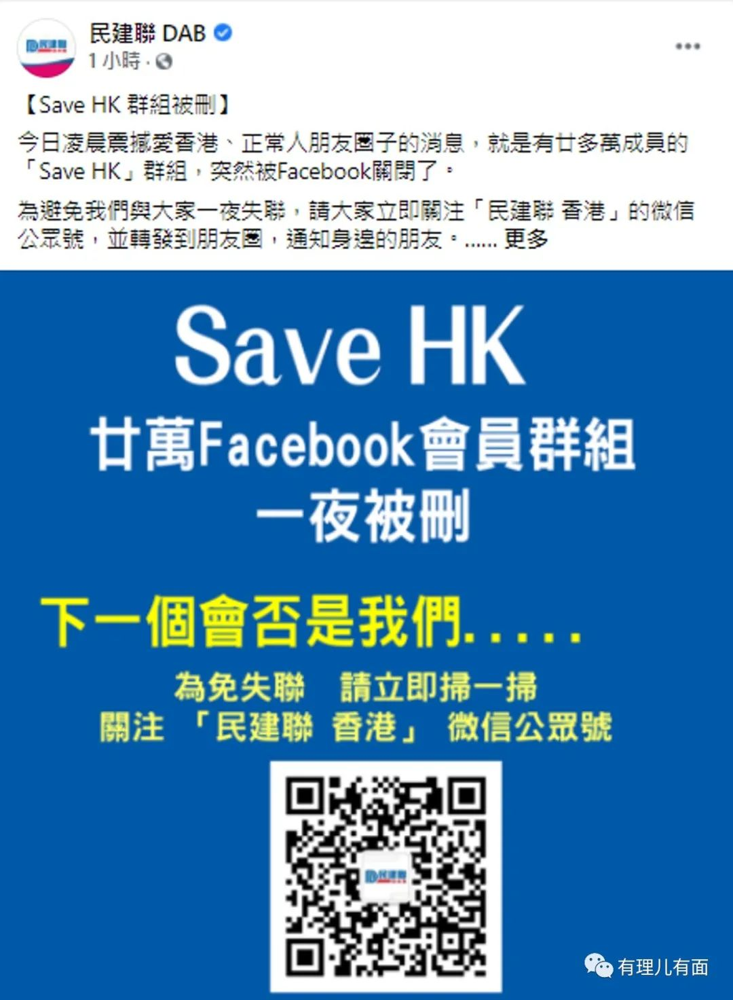 民建聯 DAB
1 小時 ·
【Save HK 群組被刪】
今日凌晨震撼愛香港、正常人朋友圈子的消息，就是有廿多萬成員的
「Save HK」群組，突然被Facebook關閉了。
為避免我們與大家一夜失聯，請大家立即關注「民建聯 香港」的微信
公眾號，並轉發到朋友圈，通知身邊的朋友。...... 更多
Save HK
廿萬Facebook會員群組
一夜被刪
下一個會否是我們.....
為免失聯 請立即掃一掃
關注 「民建聯 香港」 微信公眾號
民建聯
有理儿有面